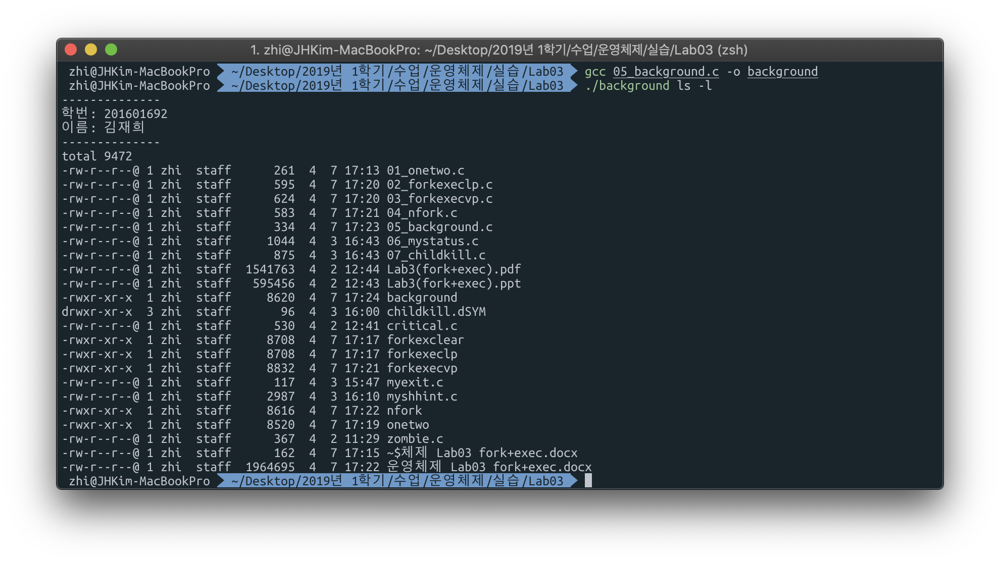 1. zhi@JHKim-MacBookPro: ~/Desktop/2019년 1학기/수업/운영체제/실습/Lab03 (zsh)
zhi@JHKim-MacBookPro ~/Desktop/2019년 1학기/수업/운영체제/실습/Lab03 gcc 05_background.c -o background
zhi@JHKim-MacBookPro ~/Desktop/2019년 1학기/수업/운영체제/실습/Lab03 ./background ls -l
--------------
학번: 201601692
이름: 김재희
--------------
total 9472
-rw-r--r--@ 1 zhi  staff      261  4  7 17:13 01_onetwo.c
-rw-r--r--@ 1 zhi  staff      595  4  7 17:20 02_forkexeclp.c
-rw-r--r--@ 1 zhi  staff      624  4  7 17:20 03_forkexecvp.c
-rw-r--r--@ 1 zhi  staff      583  4  7 17:21 04_nfork.c
-rw-r--r--@ 1 zhi  staff      334  4  7 17:23 05_background.c
-rw-r--r--@ 1 zhi  staff     1044  4  3 16:43 06_mystatus.c
-rw-r--r--@ 1 zhi  staff      875  4  3 16:43 07_childkill.c
-rw-r--r--@ 1 zhi  staff  1541763  4  2 12:44 Lab3(fork+exec).pdf
-rw-r--r--@ 1 zhi  staff   595456  4  2 12:43 Lab3(fork+exec).ppt
-rwxr-xr-x  1 zhi  staff     8620  4  7 17:24 background
drwxr-xr-x  3 zhi  staff       96  4  3 16:00 childkill.dSYM
-rw-r--r--@ 1 zhi  staff      530  4  2 12:41 critical.c
-rwxr-xr-x  1 zhi  staff     8708  4  7 17:17 forkexclear
-rwxr-xr-x  1 zhi  staff     8708  4  7 17:17 forkexeclp
-rwxr-xr-x  1 zhi  staff     8832  4  7 17:21 forkexecvp
-rw-r--r--@ 1 zhi  staff      117  4  3 15:47 myexit.c
-rw-r--r--@ 1 zhi  staff     2987  4  3 16:10 myshhint.c
-rwxr-xr-x  1 zhi  staff     8616  4  7 17:22 nfork
-rwxr-xr-x  1 zhi  staff     8520  4  7 17:19 onetwo
-rw-r--r--@ 1 zhi  staff      367  4  2 11:29 zombie.c
-rw-r--r--@ 1 zhi  staff      162  4  7 17:15 ~$체제 Lab03 fork+exec.docx
-rw-r--r--@ 1 zhi  staff  1964695  4  7 17:22 운영체제 Lab03 fork+exec.docx
zhi@JHKim-MacBookPro ~/Desktop/2019년 1학기/수업/운영체제/실습/Lab03